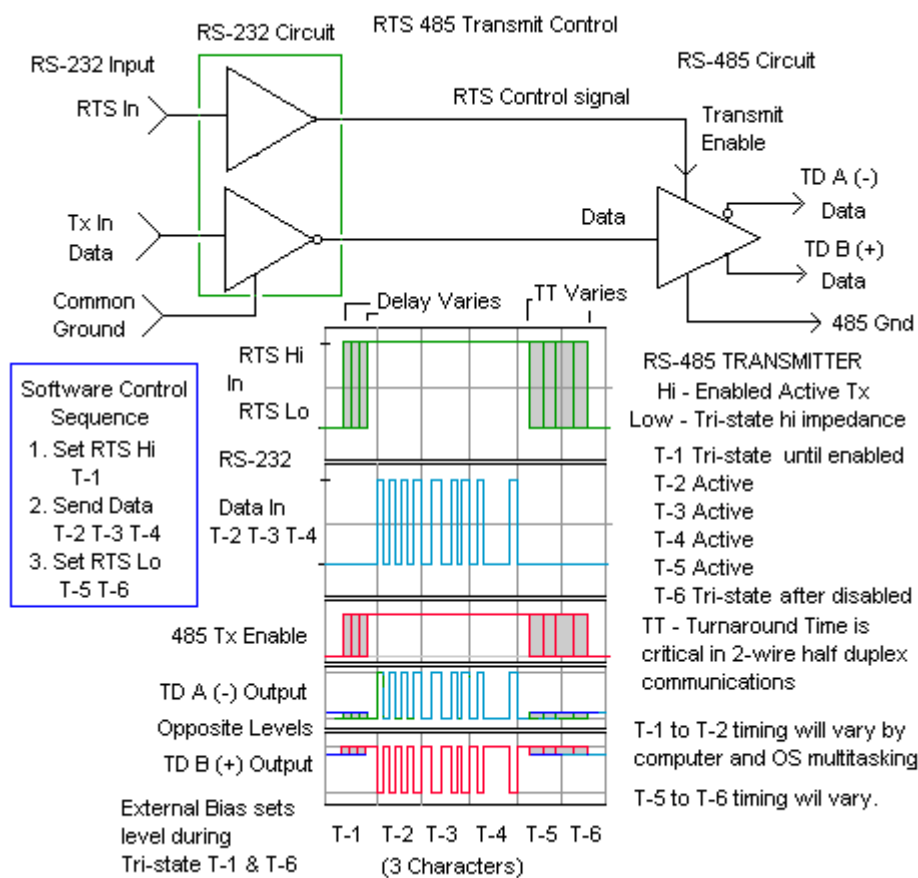 RTS 485 Transmit Control
RS-232 Circuit
RS-232 Input
RS-485 Circuit
RTS In
RTS Control signal
Transmit
Enable
TD A (-)
Data
Tx In
Data
Data
TD B (+)
Data
Common
Ground
485 Gnd
Delay Varies
TT Varies
Software Control
Sequence
1. Set RTS Hi
T-1
2. Send Data
T-2 T-3 T-4
3. Set RTS Lo
T-5 T-6
RTS Hi
In
RTS Lo
RS-232
Data In
T-2 T-3 T-4
485 Tx Enable
TD A (-) Output
Opposite Levels
TD B (+) Output
External Bias sets
level during
Tri-state T-1 & T-6
T-1 T-2 T-3 T-4 T-5 T-6
(3 Characters)
RS-485 TRANSMITTER
Hi - Enabled Active Tx
Low - Tri-state hi impedance
T-1 Tri-state until enabled
T-2 Active
T-3 Active
T-4 Active
T-5 Active
T-6 Tri-state after disabled
TT - Turnaround Time is
critical in 2-wire half duplex
communications
T-1 to T-2 timing will vary by
computer and OS multitasking
T-5 to T-6 timing wil vary.